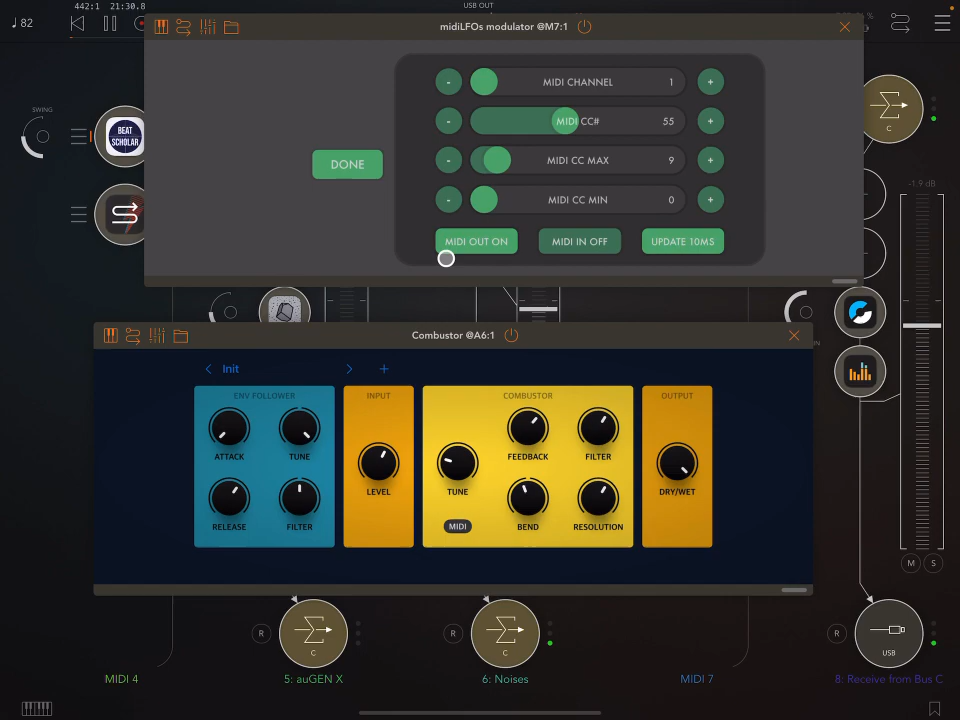 442:1 21:30.8
USB OUT
♩ 82
midiLFOs modulator @M7:1
SWING
BEAT
SCHOLAR
DONE
- MIDI CHANNEL 1 +
- MIDI CC# 55 +
- MIDI CC MAX 9 +
- MIDI CC MIN 0 +
MIDI OUT ON
MIDI IN OFF
UPDATE 10MS
C
-1.9 dB
Combustor @A6:1
Init
ENV FOLLOWER
INPUT
COMBUSTOR
OUTPUT
ATTACK
TUNE
FEEDBACK
FILTER
LEVEL
TUNE
DRY/WET
RELEASE
FILTER
MIDI
BEND
RESOLUTION
M
S
R
C
R
C
R
USB
MIDI 4
5: auGEN X
6: Noises
MIDI 7
8: Receive from Bus C